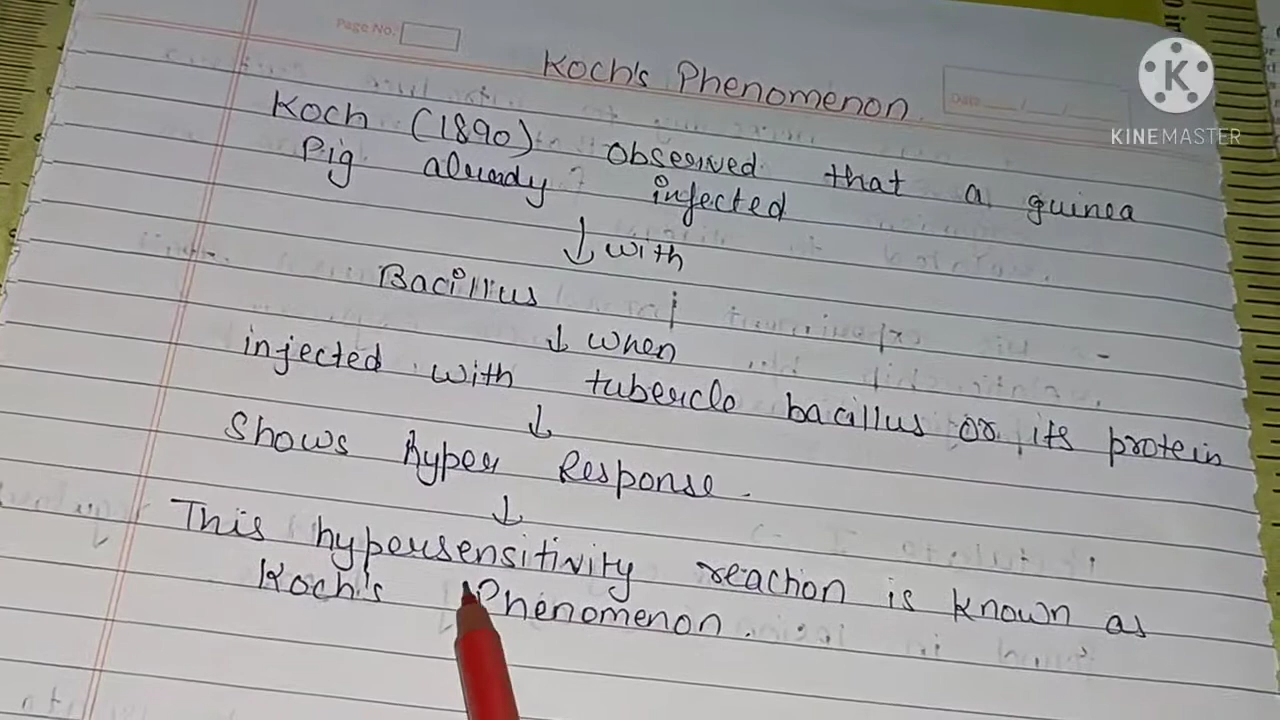 Page No.
Koch's Phenomenon.
Date
KINEMASTER
Koch (1890) observed that a guinea
Pig already infected
↓ with
Bacillus
↓ when
injected with tubercle bacillus or its protein
↓
Shows hyper Response.
↓
This hypersensitivity reaction is known as
Koch's Phenomenon.